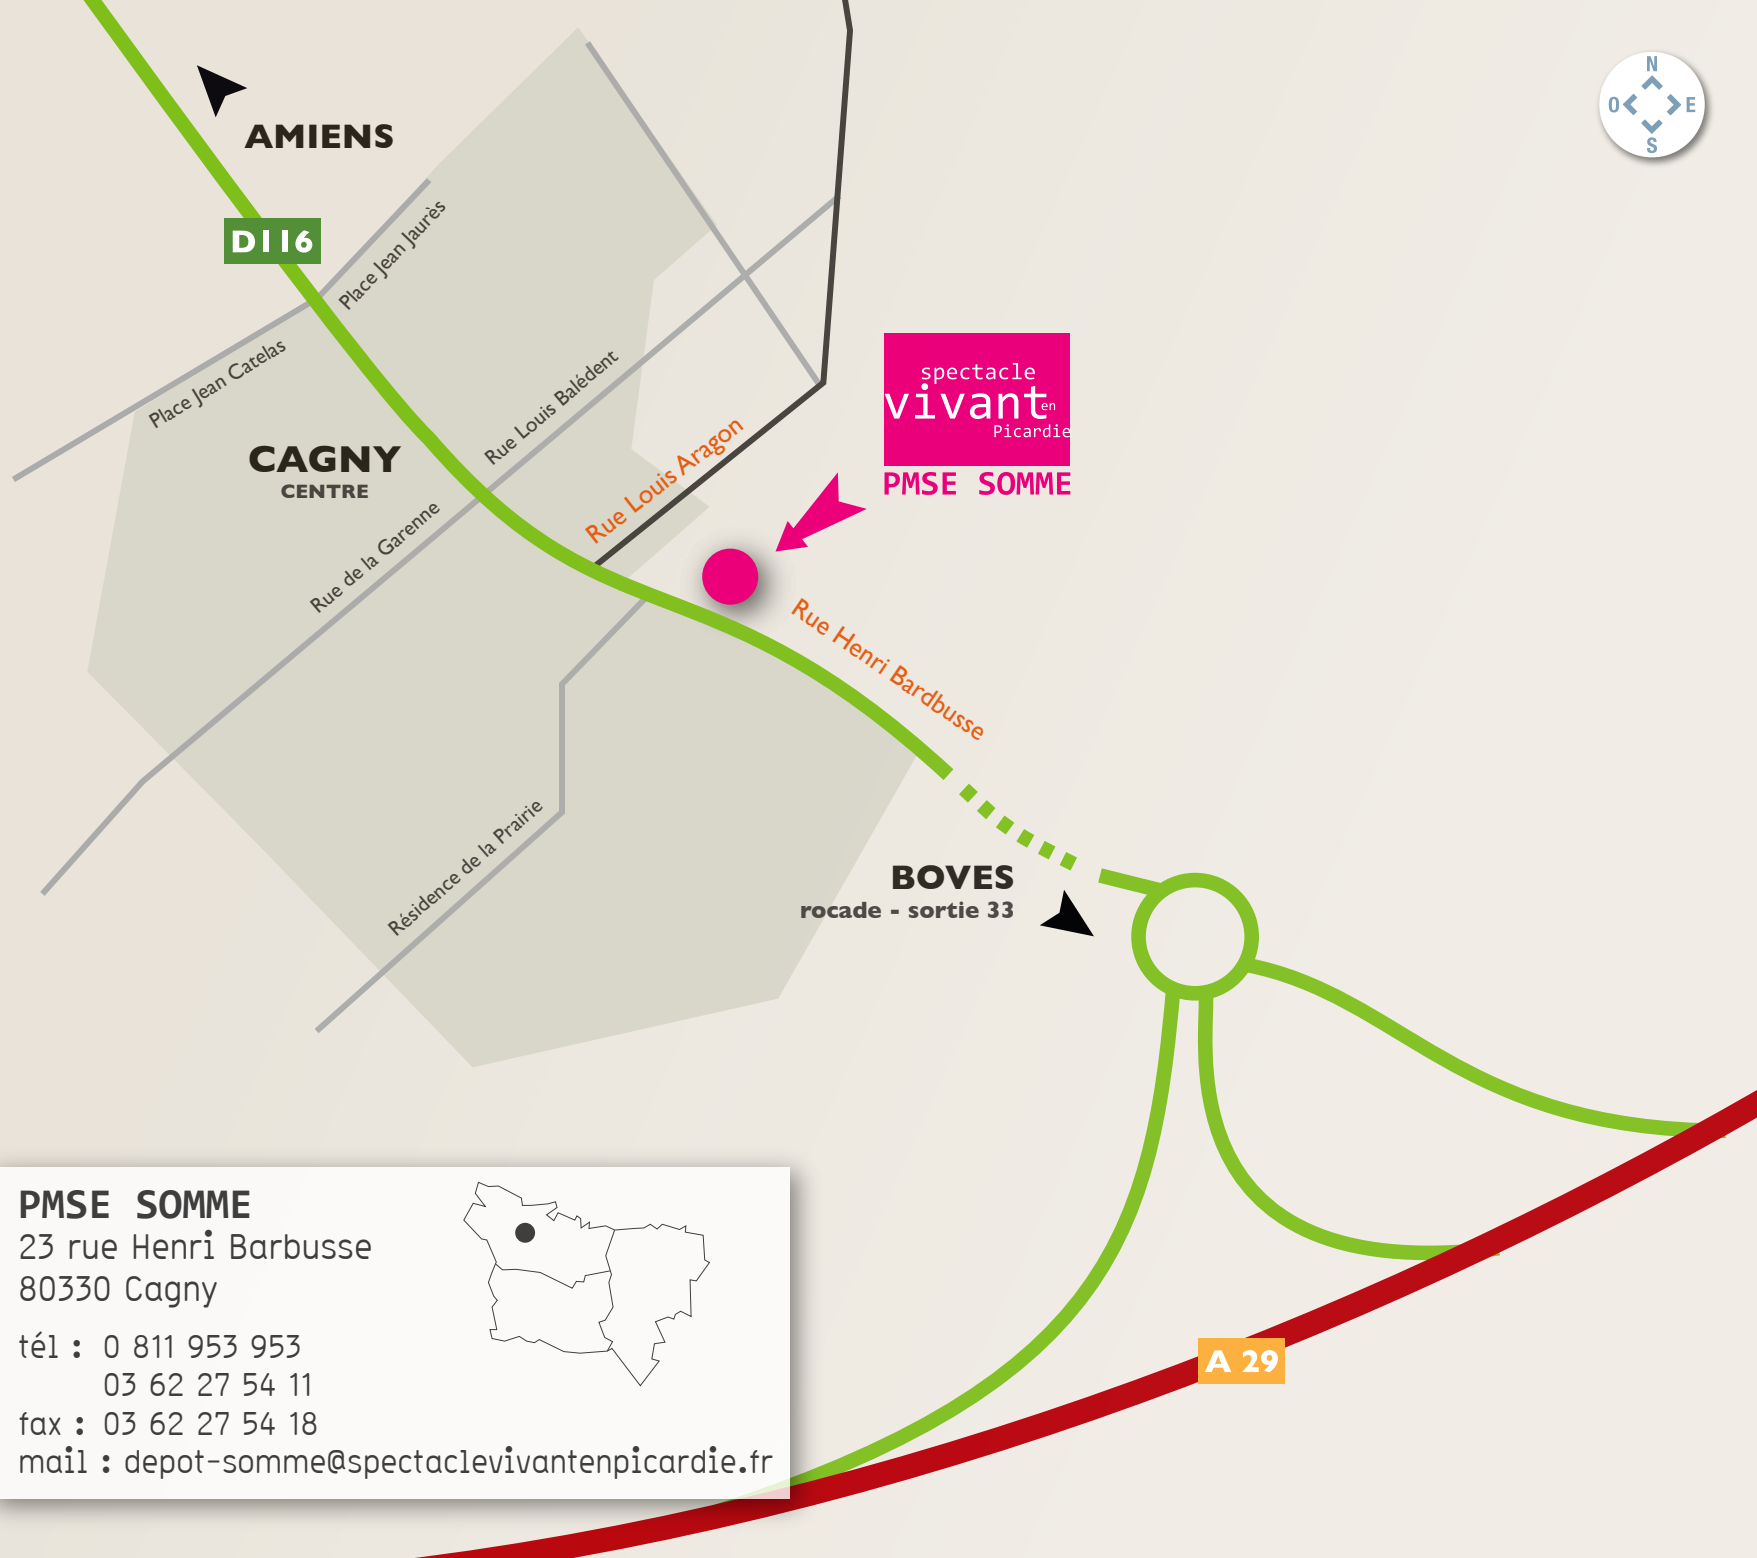 N
O
E
S
AMIENS
D116
Place Jean Jaurès
Place Jean Catelas
Rue Louis Balédent
CAGNY
CENTRE
Rue de la Garenne
Rue Louis Aragon
spectacle
vivant
en
Picardie
PMSE SOMME
Rue Henri Bardbusse
Résidence de la Prairie
BOVES
rocade - sortie 33
A 29
PMSE SOMME
23 rue Henri Barbusse
80330 Cagny
tél : 0 811 953 953
03 62 27 54 11
fax : 03 62 27 54 18
mail : depot-somme@spectaclevivantenpicardie.fr